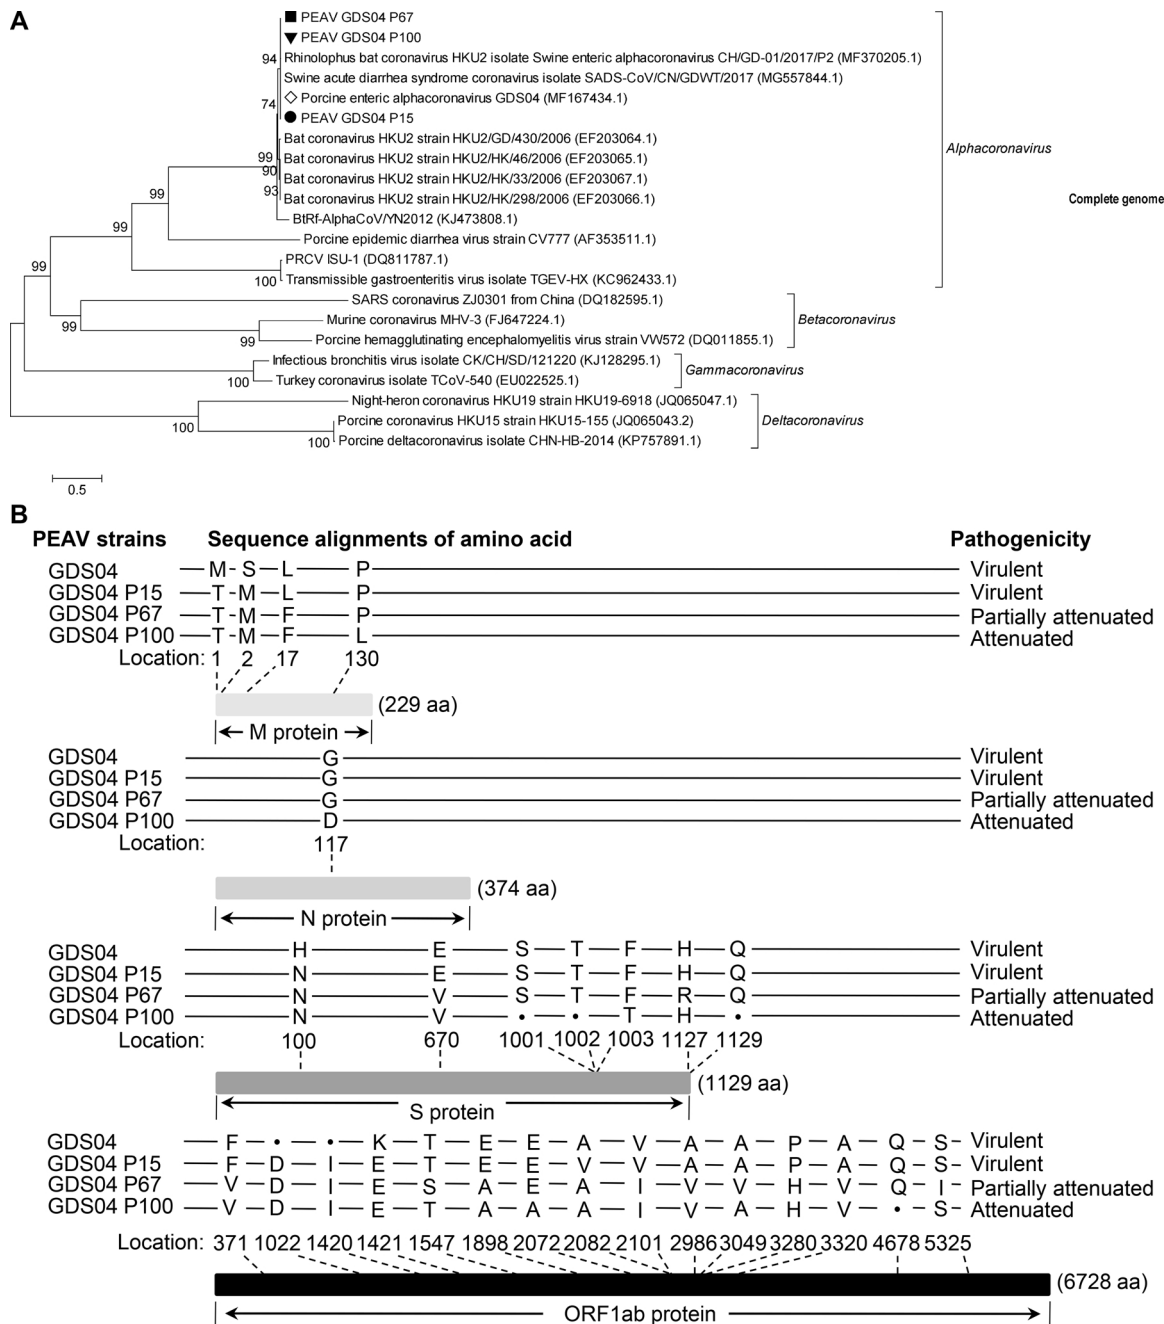 A
PEAV GDS04 P67
PEAV GDS04 P100
94
Rhinolophus bat coronavirus HKU2 isolate Swine enteric alphacoronavirus CH/GD-01/2017/P2 (MF370205.1)
Swine acute diarrhea syndrome coronavirus isolate SADS-CoV/CN/GDWT/2017 (MG557844.1)
74
Porcine enteric alphacoronavirus GDS04 (MF167434.1)
PEAV GDS04 P15
Bat coronavirus HKU2 strain HKU2/GD/430/2006 (EF203064.1)
Alphacoronavirus
99
Bat coronavirus HKU2 strain HKU2/HK/46/2006 (EF203065.1)
90
Bat coronavirus HKU2 strain HKU2/HK/33/2006 (EF203067.1)
93
99
Bat coronavirus HKU2 strain HKU2/HK/298/2006 (EF203066.1)
Complete genome
BtRf-AlphaCoV/YN2012 (KJ473808.1)
99
Porcine epidemic diarrhea virus strain CV777 (AF353511.1)
PRCV ISU-1 (DQ811787.1)
99
100
Transmissible gastroenteritis virus isolate TGEV-HX (KC962433.1)
SARS coronavirus ZJ0301 from China (DQ182595.1)
Murine coronavirus MHV-3 (FJ647224.1)
Betacoronavirus
99
99
Porcine hemagglutinating encephalomyelitis virus strain VW572 (DQ011855.1)
Infectious bronchitis virus isolate CK/CH/SD/121220 (KJ128295.1)
Gammacoronavirus
100
Turkey coronavirus isolate TCoV-540 (EU022525.1)
Night-heron coronavirus HKU19 strain HKU19-6918 (JQ065047.1)
Porcine coronavirus HKU15 strain HKU15-155 (JQ065043.2)
Deltacoronavirus
100
100
Porcine deltacoronavirus isolate CHN-HB-2014 (KP757891.1)
0.5
B
PEAV strains Sequence alignments of amino acid Pathogenicity
GDS04 M S L P Virulent
GDS04 P15 T M L P Virulent
GDS04 P67 T M F P Partially attenuated
GDS04 P100 T M F L Attenuated
Location: 1 2 17 130
(229 aa)
M protein
GDS04 G Virulent
GDS04 P15 G Virulent
GDS04 P67 G Partially attenuated
GDS04 P100 D Attenuated
Location: 117
(374 aa)
N protein
GDS04 H E S T F H Q Virulent
GDS04 P15 N E S T F H Q Virulent
GDS04 P67 N V S T F R Q Partially attenuated
GDS04 P100 N V • • T H • Attenuated
Location: 100 670 1001 1002 1003 1127 1129
(1129 aa)
S protein
GDS04 F • • K T E E A V A A P A Q S Virulent
GDS04 P15 F D I E T E E V V A A P A Q S Virulent
GDS04 P67 V D I E S A E A I V V H V Q I Partially attenuated
GDS04 P100 V D I E T A A A I V A H V • S Attenuated
Location: 371 1022 1420 1421 1547 1898 2072 2082 2101 2986 3049 3280 3320 4678 5325
(6728 aa)
ORF1ab protein